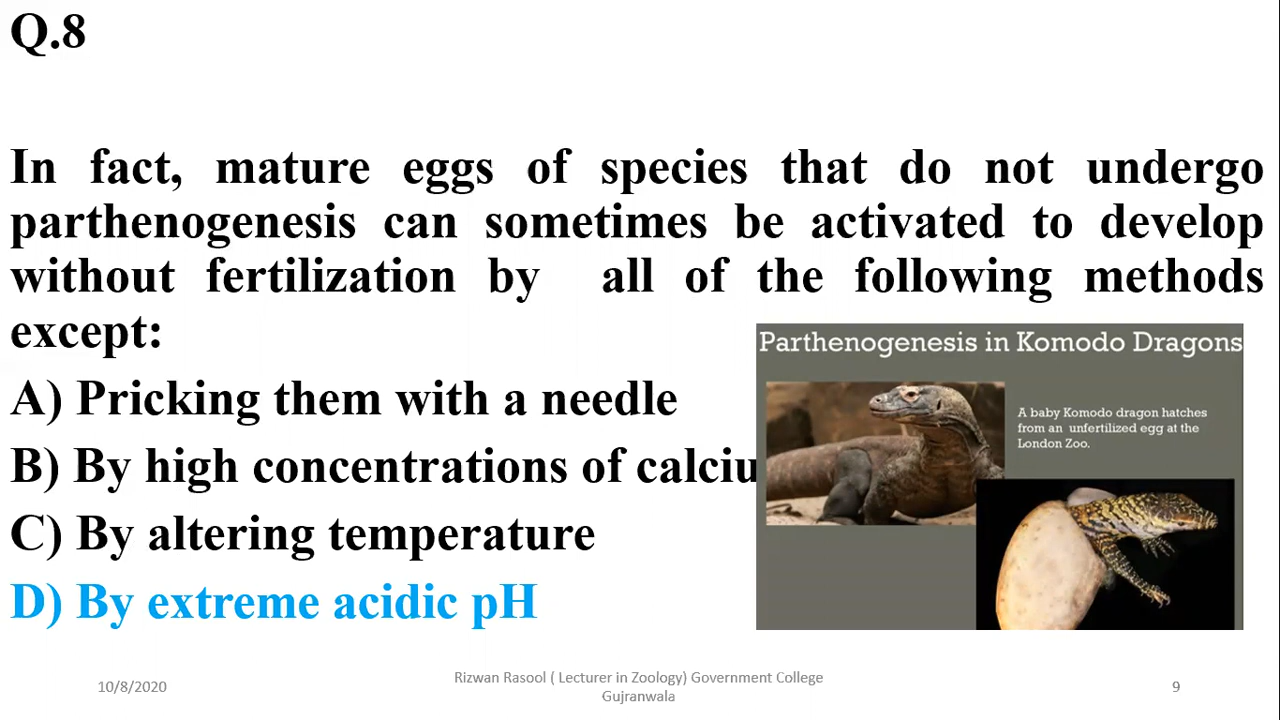 Q.8
In fact, mature eggs of species that do not undergo
parthenogenesis can sometimes be activated to develop
without fertilization by all of the following methods
except:
Parthenogenesis in Komodo Dragons
A) Pricking them with a needle
A baby Komodo dragon hatches
from an unfertilized egg at the
London Zoo.
B) By high concentrations of
C) By altering temperature
D) By extreme acidic pH
10/8/2020
Rizwan Rasool ( Lecturer in Zoology) Government College
Gujranwala
9